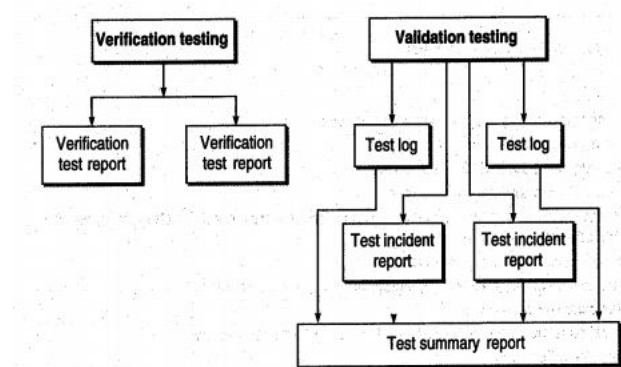 Verification testing
Validation testing
Verification
test report
Verification
test report
Test log
Test log
Test incident
report
Test incident
report
Test summary report